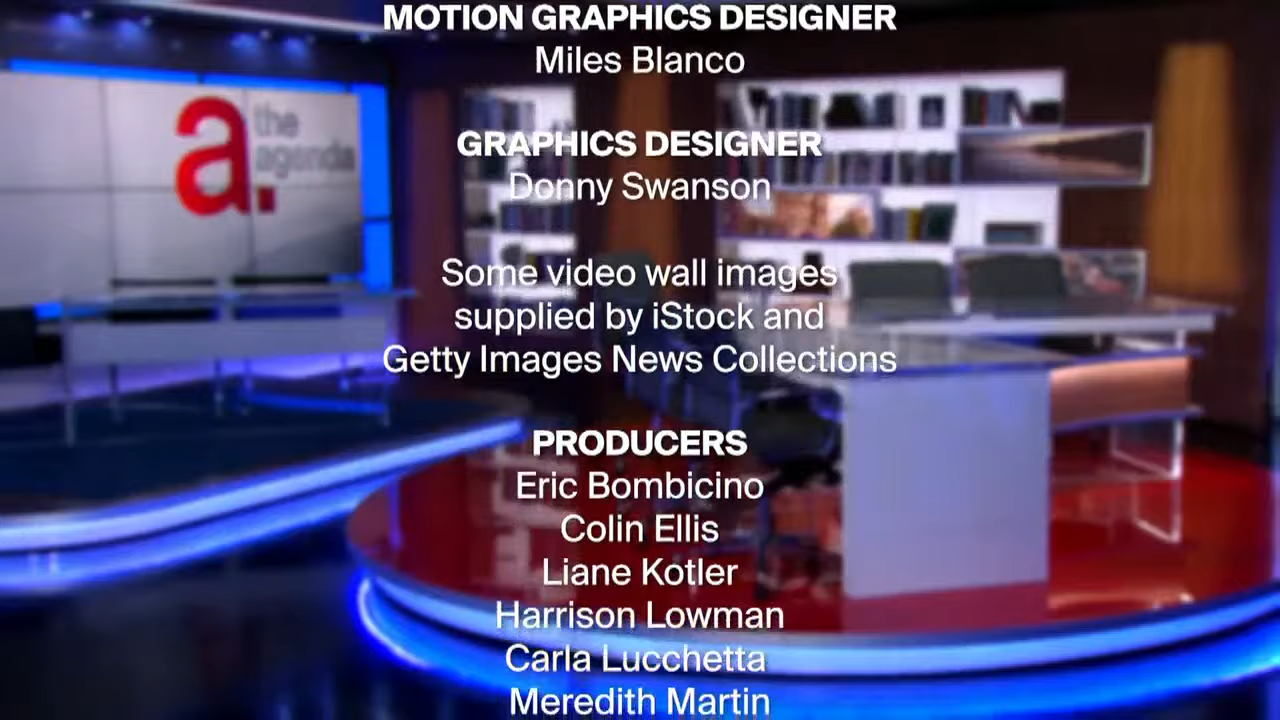 MOTION GRAPHICS DESIGNER
Miles Blanco
a.
the
agenda
GRAPHICS DESIGNER
Donny Swanson
Some video wall images
supplied by iStock and
Getty Images News Collections
PRODUCERS
Eric Bombicino
Colin Ellis
Liane Kotler
Harrison Lowman
Carla Lucchetta
Meredith Martin